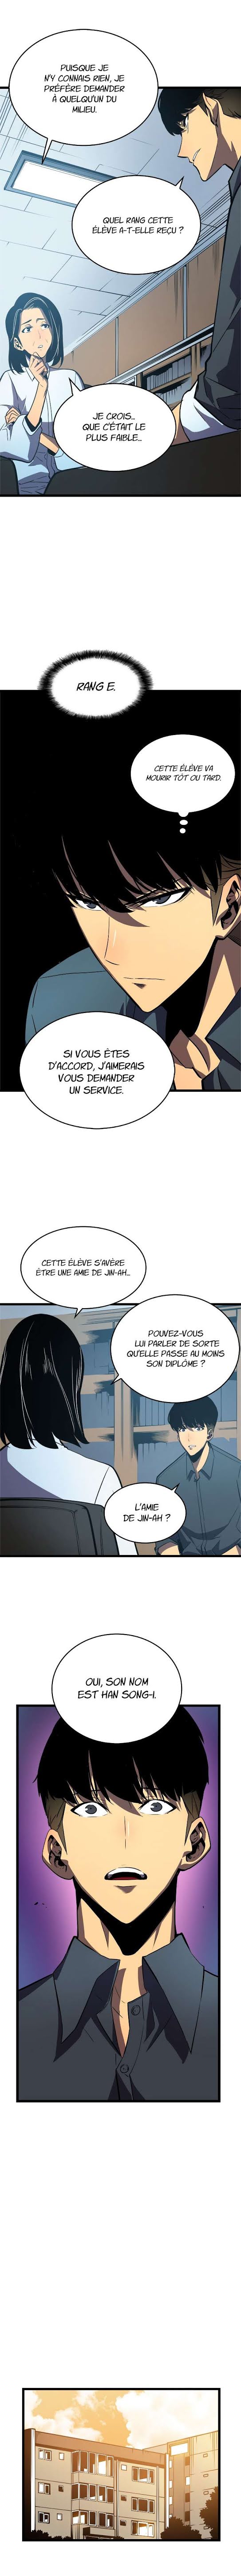 PUISQUE JE
N'Y CONNAIS RIEN, JE
PRÉFÈRE DEMANDER
À QUELQU'UN DU
MILIEU.
QUEL RANG CETTE
ÉLÈVE A-T-ELLE REÇU ?
JE CROIS...
QUE C'ÉTAIT LE
PLUS FAIBLE...
RANG E.
CETTE ÉLÈVE VA
MOURIR TÔT OU TARD.
SI VOUS ÊTES
D'ACCORD, J'AIMERAIS
VOUS DEMANDER
UN SERVICE.
CETTE ÉLÈVE S'AVÈRE
ÊTRE UNE AMIE DE JIN-AH...
POUVEZ-VOUS
LUI PARLER DE SORTE
QU'ELLE PASSE AU MOINS
SON DIPLÔME ?
L'AMIE
DE JIN-AH ?
OUI, SON NOM
EST HAN SONG-I.